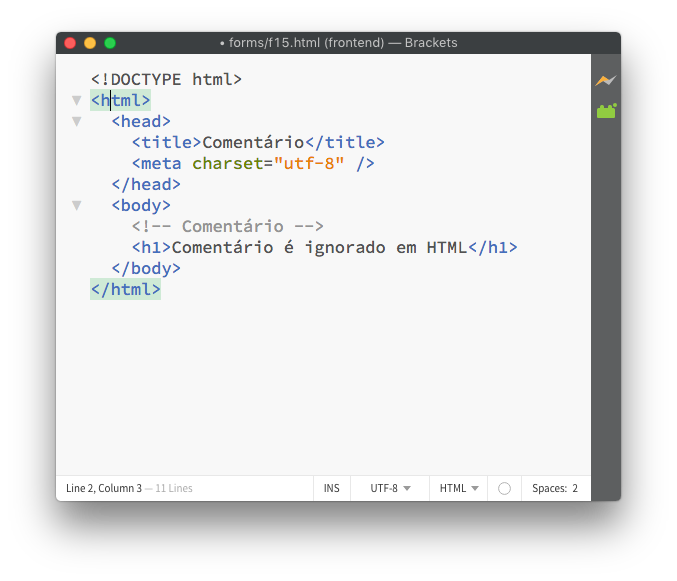 • forms/f15.html (frontend) — Brackets
<!DOCTYPE html>
<html>
<head>
<title>Comentário</title>
<meta charset="utf-8" />
</head>
<body>
<!-- Comentário -->
<h1>Comentário é ignorado em HTML</h1>
</body>
</html>
Line 2, Column 3 — 11 Lines INS UTF-8 HTML Spaces: 2